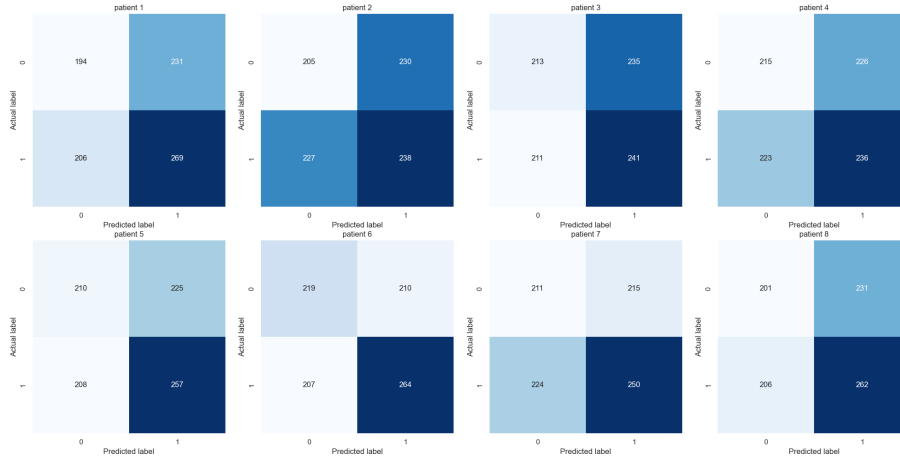 patient 1
0
194
231
Actual label
1
206
269
0
1
Predicted label
patient 2
0
205
230
Actual label
1
227
238
0
1
Predicted label
patient 3
0
213
235
Actual label
1
211
241
0
1
Predicted label
patient 4
0
215
226
Actual label
1
223
236
0
1
Predicted label
patient 5
0
210
225
Actual label
1
208
257
0
1
Predicted label
patient 6
0
219
210
Actual label
1
207
264
0
1
Predicted label
patient 7
0
211
215
Actual label
1
224
250
0
1
Predicted label
patient 8
0
201
231
Actual label
1
206
262
0
1
Predicted label